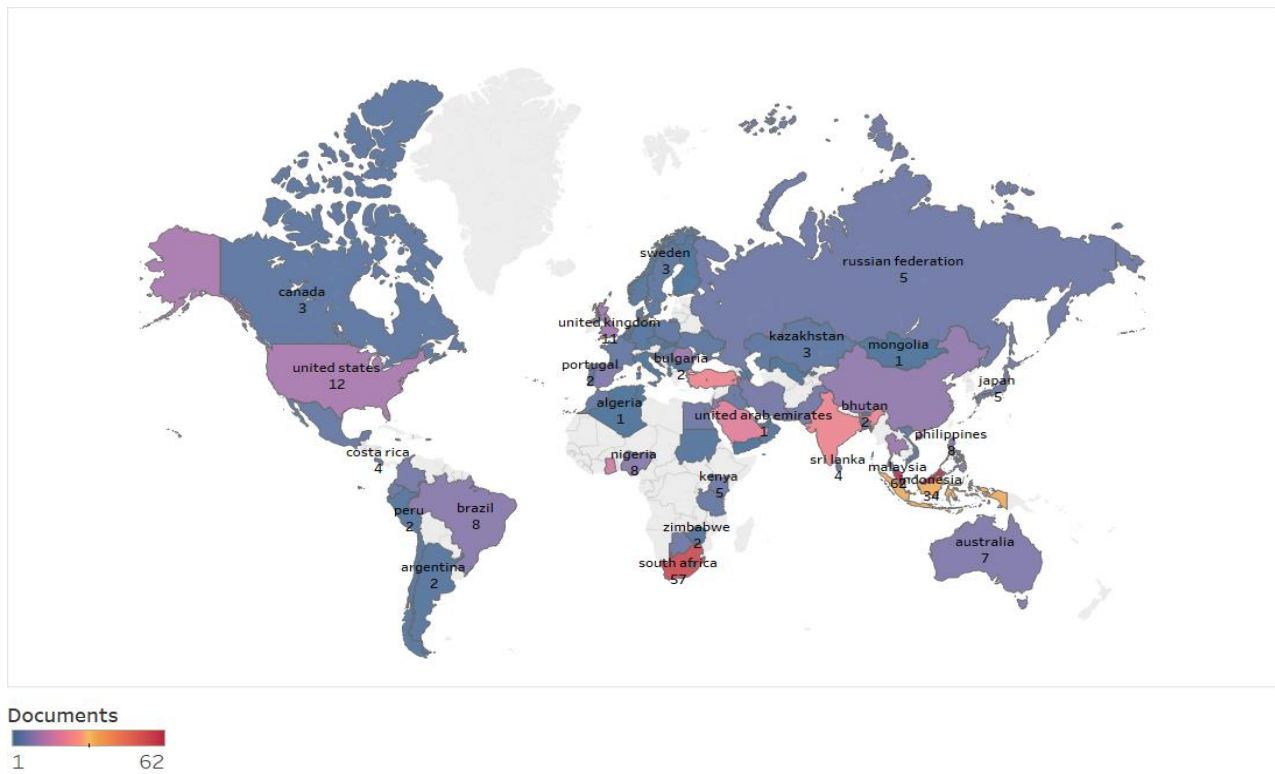 sweden
3
russian federation
5
canada
3
united kingdom
11
kazakhstan
3
mongolia
1
united states
12
portugal
2
bulgaria
2
japan
5
algeria
1
united arab emirates
1
bhutan
2
philippines
8
costa rica
4
nigeria
8
sri lanka
4
malaysia
62
indonesia
34
kenya
5
peru
2
brazil
8
zimbabwe
2
australia
7
south africa
57
argentina
2
Documents
1 62